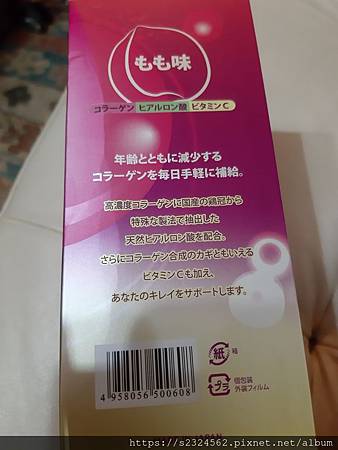 もも味
コラーゲン ヒアルロン酸 ビタミンC
年齢とともに減少する
コラーゲンを毎日手軽に補給。
高濃度コラーゲンに国産の鶏冠から
特殊な製法で抽出した
天然ヒアルロン酸を配合。
さらにコラーゲン合成のカギともいえる
ビタミンCも加え、
あなたのキレイをサポートします。
紙 箱
プラ 個包装
外装フィルム
4 958056 500608
https://s2324562.pixnet.net/album